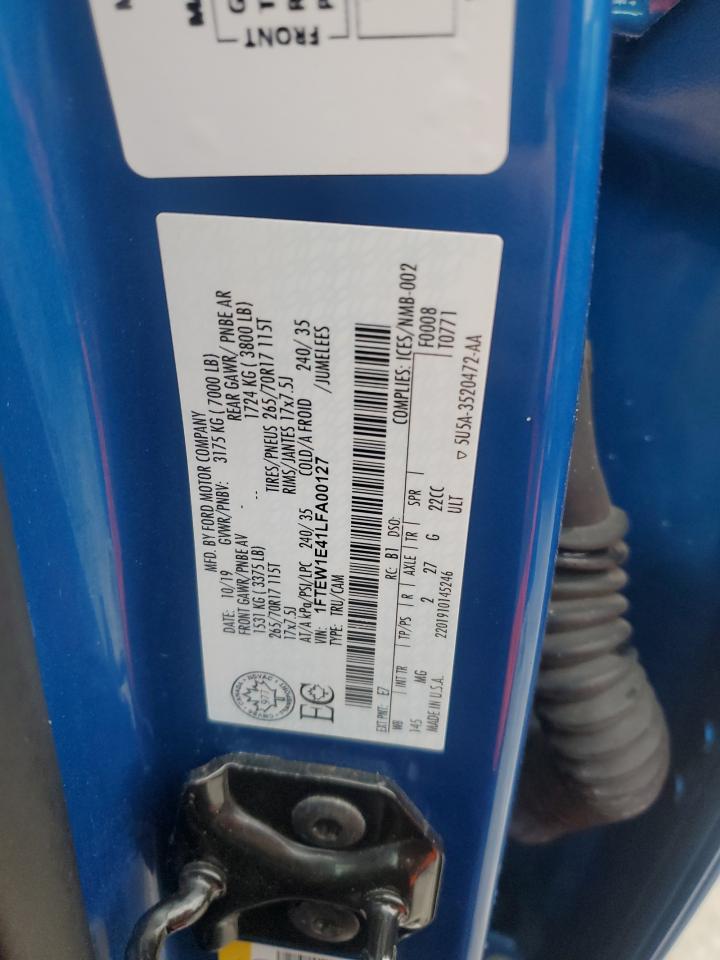 FRONT
MFD. BY FORD MOTOR COMPANY
DATE: 10/19 GVWR/PNBV: 3175 KG ( 7000 LB)
FRONT GAWR/PNBE AV REAR GAWR/ PNBE AR
1531 KG (3375 LB) 1724 KG ( 3800 LB)
265/70R17 115T TIRES/PNEUS 265/70R17 115T
17x7.5J RIMS/JANTES 17x7.5J
AT/A kPa/PSI/LPC 240/ 35 COLD/A FROID 240/ 35
VIN: 1FTEW1E41LFA00127 /JUMELEES
TYPE: TRU/CAM
EXT PNT: E7 RC: B1 DSO: COMPLIES: ICES/NMB-002
WB INT TR TP/PS R AXLE TR SPR F0008
145 MG 2 27 G 22CC T0771
MADE IN U.S.A. 2201910145246 ULT ▽ 5U5A-3520472-AA